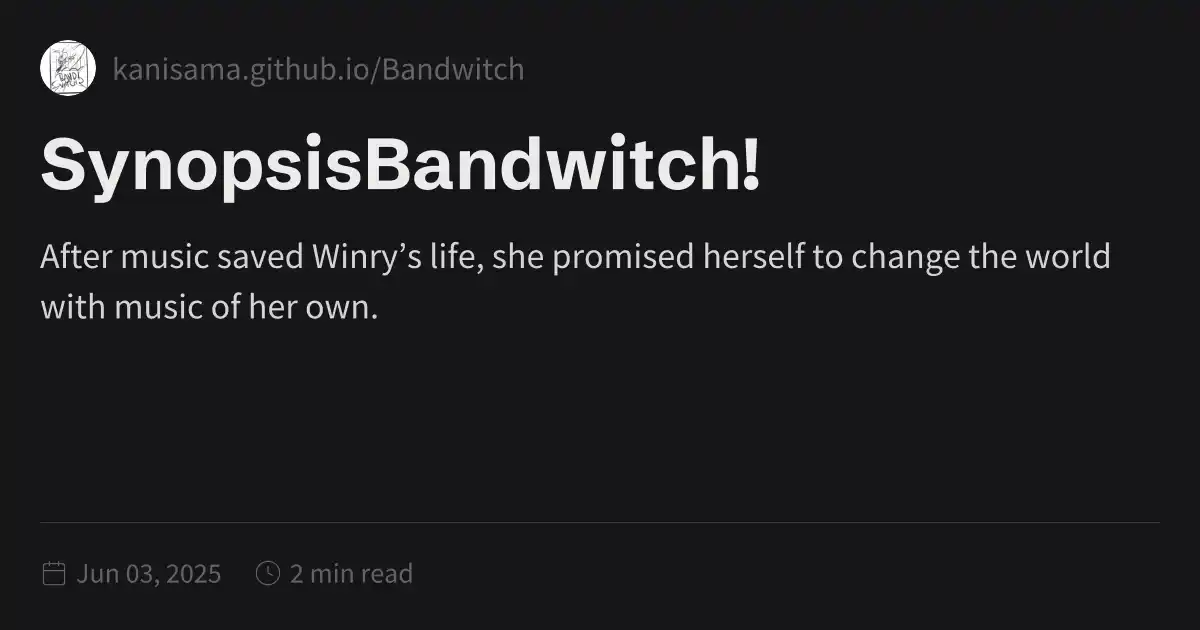 kanisama.github.io/Bandwitch
SynopsisBandwitch!
After music saved Winry’s life, she promised herself to change the world
with music of her own.
Jun 03, 2025 2 min read